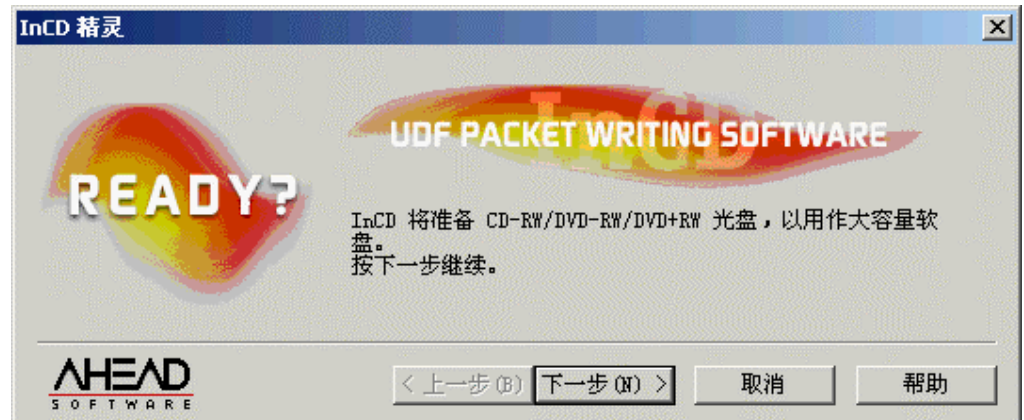 InCD 精灵
InCD
UDF PACKET WRITING SOFTWARE
READY?
InCD 将准备 CD-RW/DVD-RW/DVD+RW 光盘，以用作大容量软
盘。
按下一步继续。
AHEAD
SOFTWARE
< 上一步(B) 下一步(N) > 取消 帮助